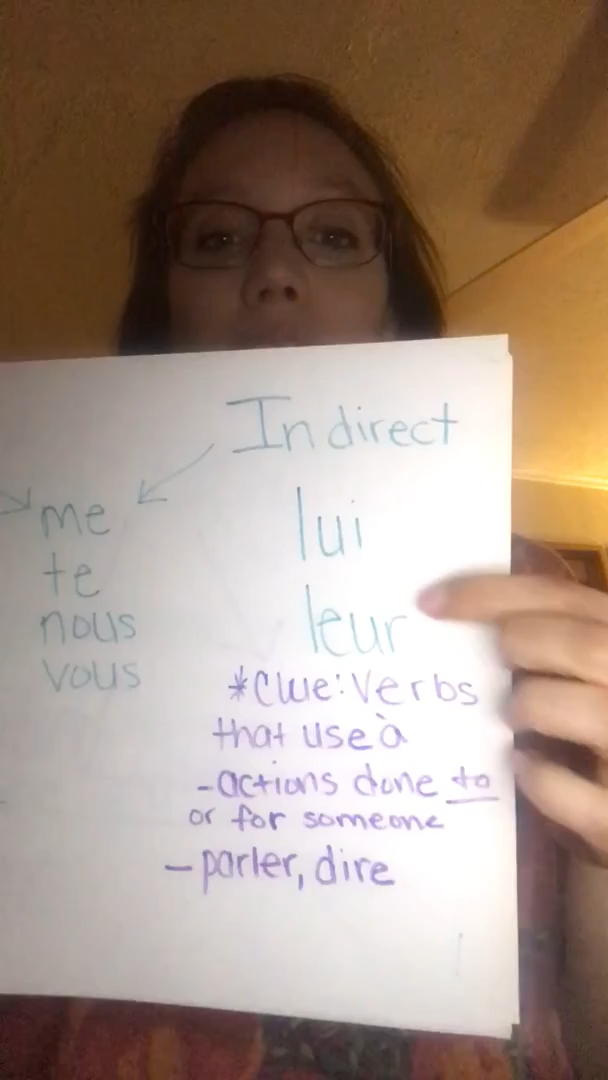 Indirect
me
te
nous
vous
lui
leur
*Clue: Verbs
that use à
-actions done to
or for someone
- parler, dire